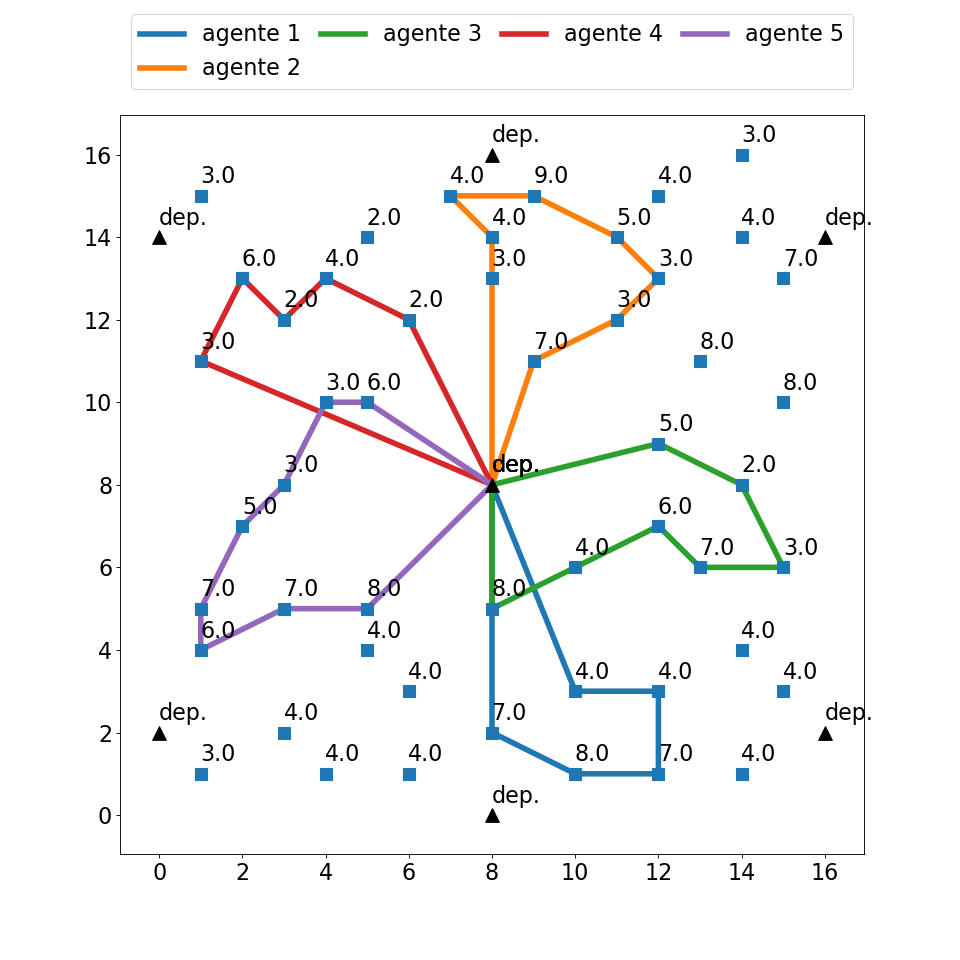 agente 1 agente 3 agente 4 agente 5
agente 2
3.0
dep.
16
4.0 9.0
3.0 4.0
dep. 2.0 4.0 5.0 4.0 dep.
14
6.0 4.0 3.0 3.0 7.0
2.0 2.0 3.0
12
3.0 7.0 8.0
3.0 6.0 8.0
10
5.0
3.0 dep. 2.0
8
5.0 6.0
4.0 7.0 3.0
6
7.0 7.0 8.0 8.0
6.0 4.0 4.0
4
4.0 4.0 4.0 4.0
dep. 4.0 7.0 dep.
2
3.0 4.0 4.0 8.0 7.0 4.0
dep.
0
0 2 4 6 8 10 12 14 16